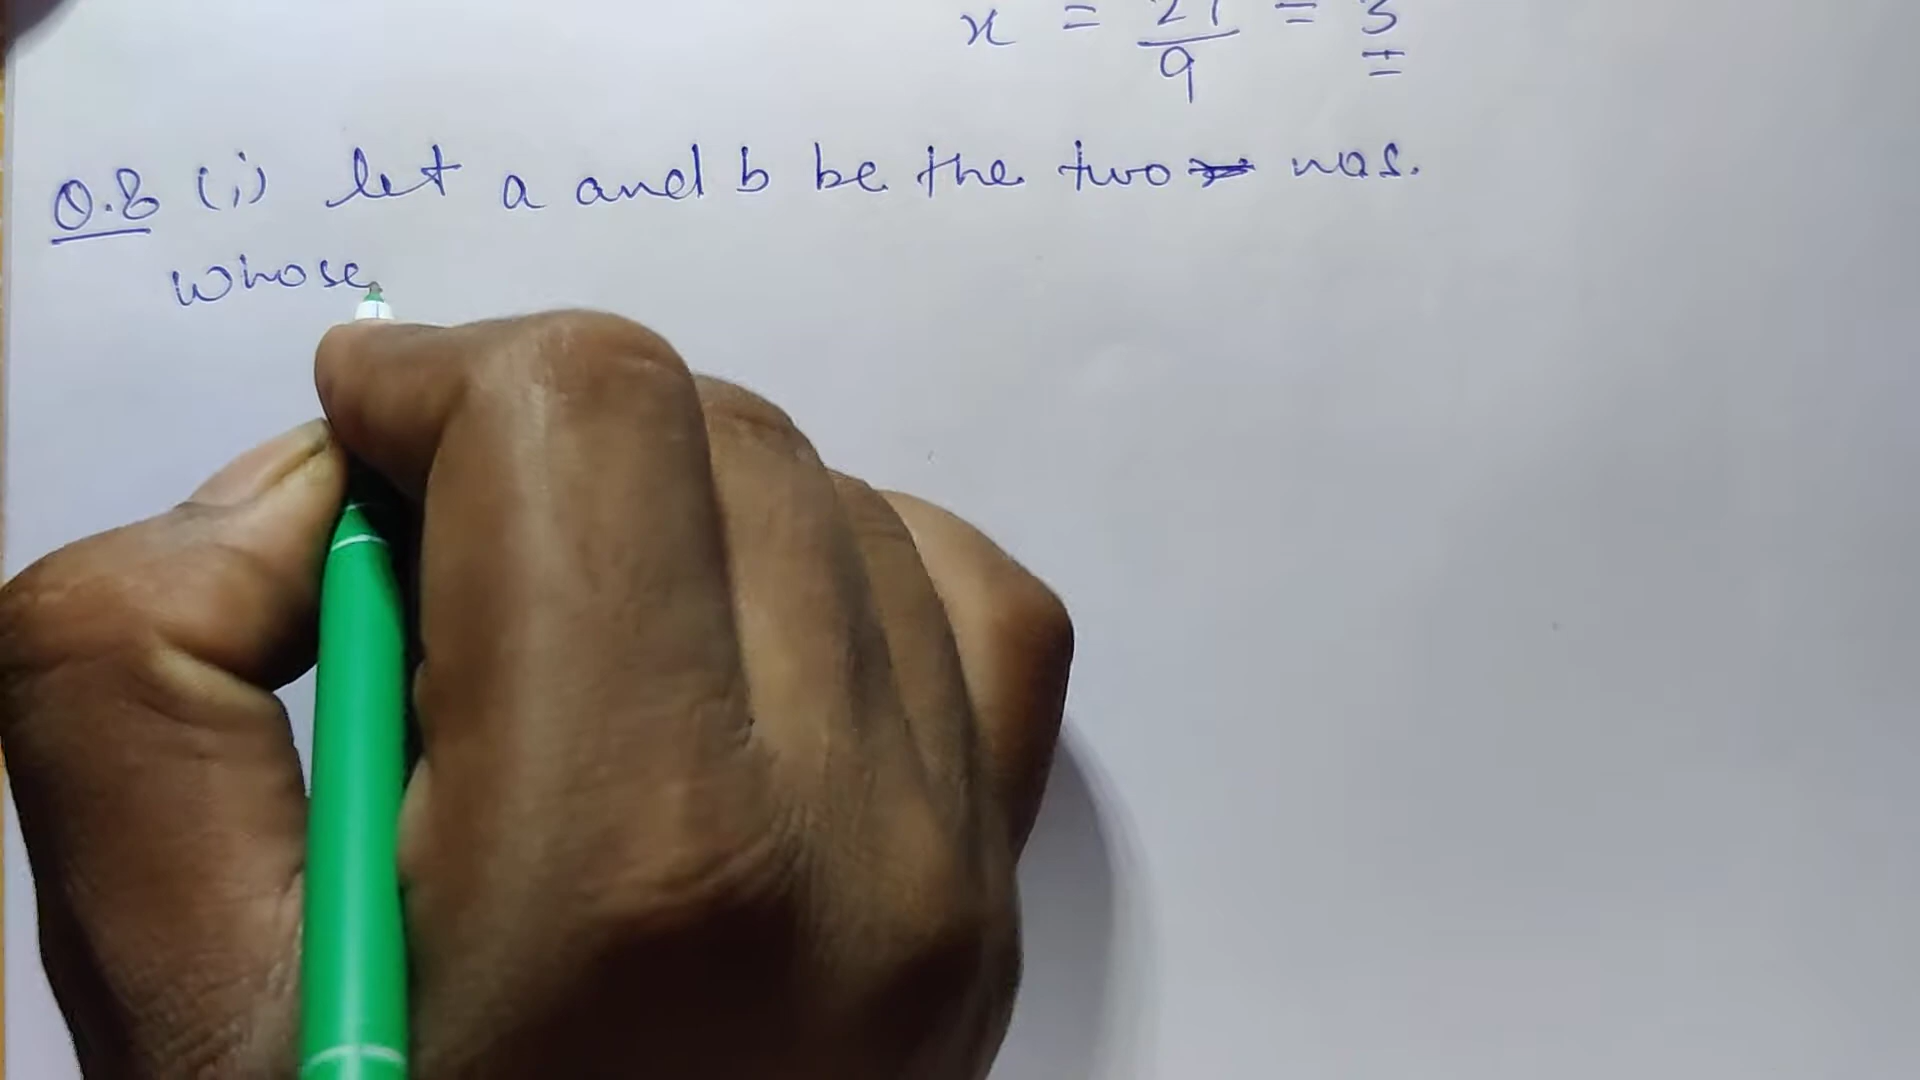 x = 27/9 = 3
Q.8 (i) let a and b be the two nos.
whose